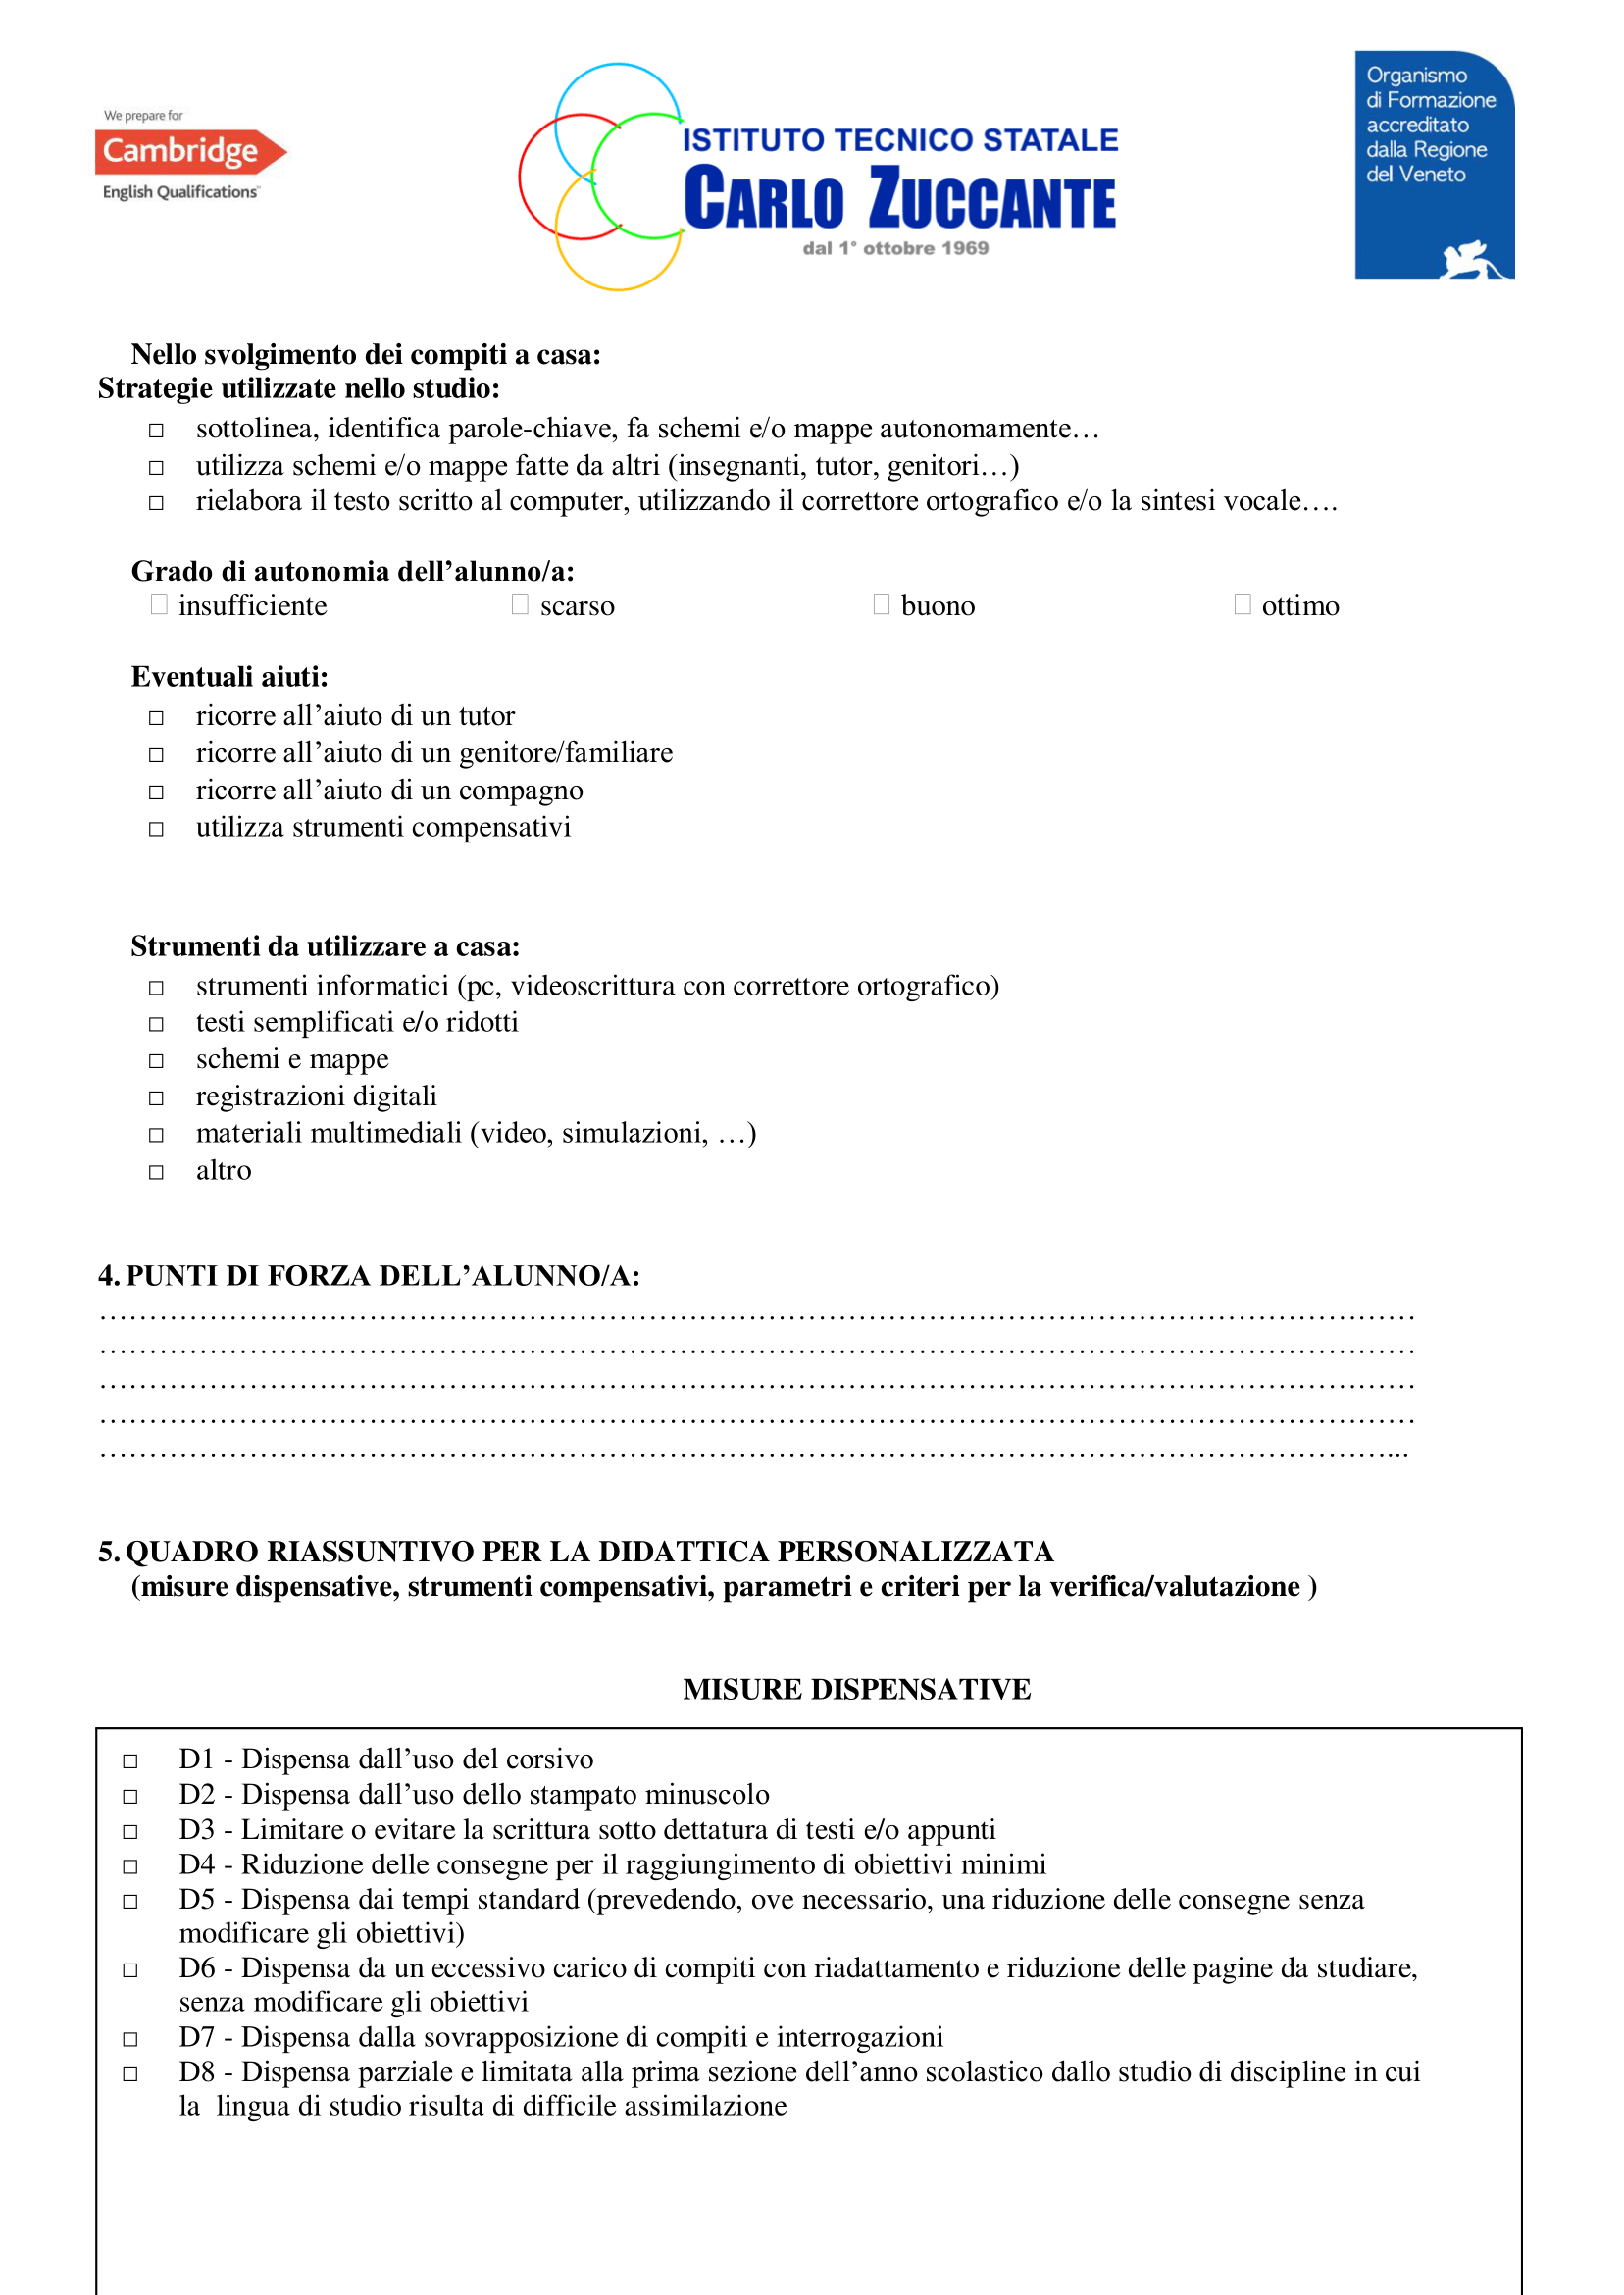 We prepare for
Cambridge
English Qualifications™
ISTITUTO TECNICO STATALE
CARLO ZUCCANTE
dal 1° ottobre 1969
Organismo
di Formazione
accreditato
dalla Regione
del Veneto
Nello svolgimento dei compiti a casa:
Strategie utilizzate nello studio:
□ sottolinea, identifica parole-chiave, fa schemi e/o mappe autonomamente…
□ utilizza schemi e/o mappe fatte da altri (insegnanti, tutor, genitori…)
□ rielabora il testo scritto al computer, utilizzando il correttore ortografico e/o la sintesi vocale….
Grado di autonomia dell’alunno/a:
□ insufficiente □ scarso □ buono □ ottimo
Eventuali aiuti:
□ ricorre all’aiuto di un tutor
□ ricorre all’aiuto di un genitore/familiare
□ ricorre all’aiuto di un compagno
□ utilizza strumenti compensativi
Strumenti da utilizzare a casa:
□ strumenti informatici (pc, videoscrittura con correttore ortografico)
□ testi semplificati e/o ridotti
□ schemi e mappe
□ registrazioni digitali
□ materiali multimediali (video, simulazioni, …)
□ altro
4. PUNTI DI FORZA DELL’ALUNNO/A:
……………………………………………………………………………………………………………………
……………………………………………………………………………………………………………………
……………………………………………………………………………………………………………………
……………………………………………………………………………………………………………………
…………………………………………………………………………………………………………………...
5. QUADRO RIASSUNTIVO PER LA DIDATTICA PERSONALIZZATA
(misure dispensative, strumenti compensativi, parametri e criteri per la verifica/valutazione )
MISURE DISPENSATIVE
□ D1 - Dispensa dall’uso del corsivo
□ D2 - Dispensa dall’uso dello stampato minuscolo
□ D3 - Limitare o evitare la scrittura sotto dettatura di testi e/o appunti
□ D4 - Riduzione delle consegne per il raggiungimento di obiettivi minimi
□ D5 - Dispensa dai tempi standard (prevedendo, ove necessario, una riduzione delle consegne senza
modificare gli obiettivi)
□ D6 - Dispensa da un eccessivo carico di compiti con riadattamento e riduzione delle pagine da studiare,
senza modificare gli obiettivi
□ D7 - Dispensa dalla sovrapposizione di compiti e interrogazioni
□ D8 - Dispensa parziale e limitata alla prima sezione dell’anno scolastico dallo studio di discipline in cui
la lingua di studio risulta di difficile assimilazione